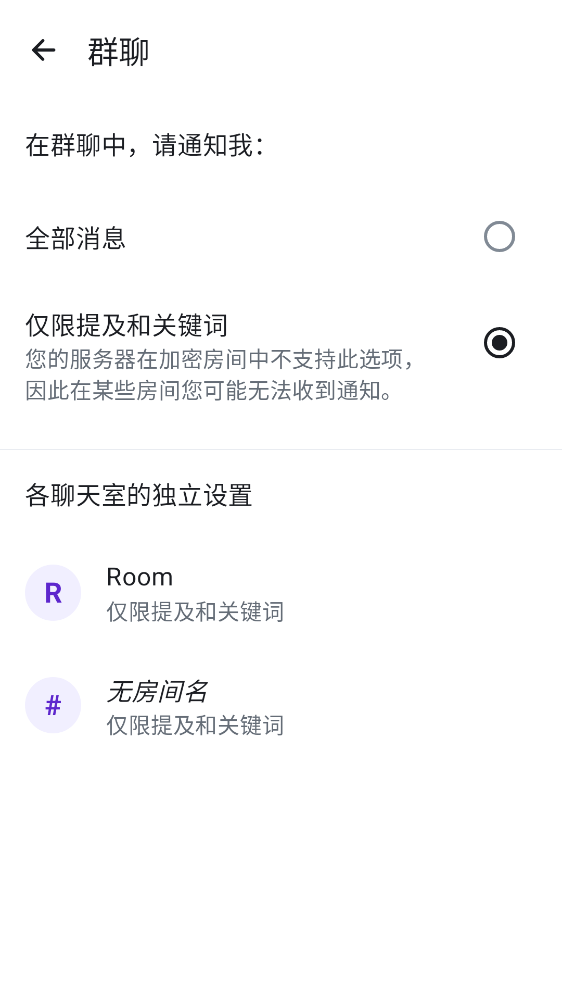 群聊
在群聊中，请通知我：
全部消息
仅限提及和关键词
您的服务器在加密房间中不支持此选项，
因此在某些房间您可能无法收到通知。
各聊天室的独立设置
R
Room
仅限提及和关键词
#
无房间名
仅限提及和关键词